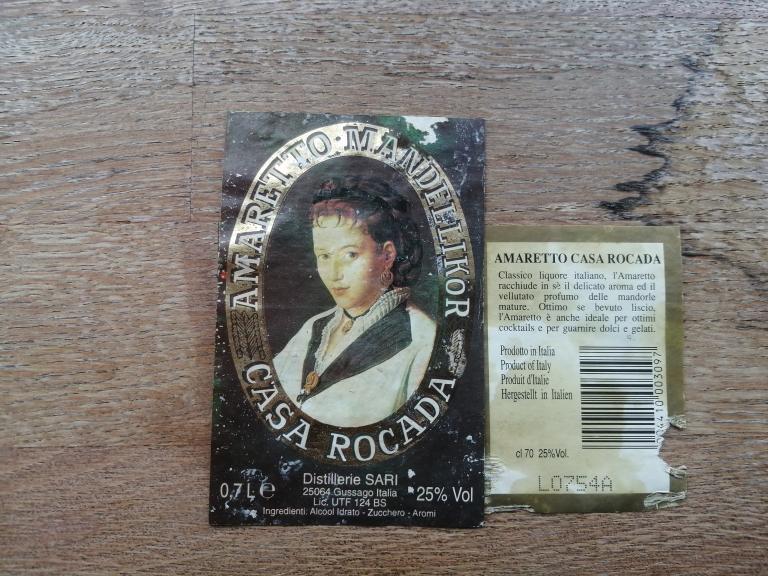 AMARETTO·MANDELLIKÖR
CASA ROCADA
Distillerie SARI
25064 Gussago Italia
Lic. UTF 124 BS
0,7 L e
25% Vol
Ingredienti: Alcool Idrato - Zucchero - Aromi
AMARETTO CASA ROCADA
Classico liquore italiano, l'Amaretto
racchiude in sè il delicato aroma ed il
vellutato profumo delle mandorle
mature. Ottimo se bevuto liscio,
l'Amaretto è anche ideale per ottimi
cocktails e per guarnire dolci e gelati.
Prodotto in Italia
Product of Italy
Produit d'Italie
Hergestellt in Italien
cl 70 25%Vol.
L0754A